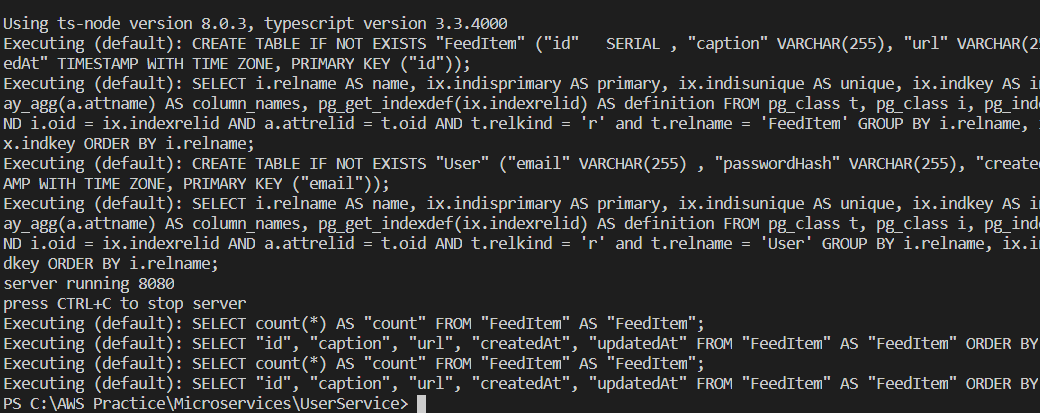 Using ts-node version 8.0.3, typescript version 3.3.4000
Executing (default): CREATE TABLE IF NOT EXISTS "FeedItem" ("id"   SERIAL , "caption" VARCHAR(255), "url" VARCHAR(25
edAt" TIMESTAMP WITH TIME ZONE, PRIMARY KEY ("id"));
Executing (default): SELECT i.relname AS name, ix.indisprimary AS primary, ix.indisunique AS unique, ix.indkey AS in
ay_agg(a.attname) AS column_names, pg_get_indexdef(ix.indexrelid) AS definition FROM pg_class t, pg_class i, pg_ind
ND i.oid = ix.indexrelid AND a.attrelid = t.oid AND t.relkind = 'r' and t.relname = 'FeedItem' GROUP BY i.relname, i
x.indkey ORDER BY i.relname;
Executing (default): CREATE TABLE IF NOT EXISTS "User" ("email" VARCHAR(255) , "passwordHash" VARCHAR(255), "create
AMP WITH TIME ZONE, PRIMARY KEY ("email"));
Executing (default): SELECT i.relname AS name, ix.indisprimary AS primary, ix.indisunique AS unique, ix.indkey AS in
ay_agg(a.attname) AS column_names, pg_get_indexdef(ix.indexrelid) AS definition FROM pg_class t, pg_class i, pg_ind
ND i.oid = ix.indexrelid AND a.attrelid = t.oid AND t.relkind = 'r' and t.relname = 'User' GROUP BY i.relname, ix.in
dkey ORDER BY i.relname;
server running 8080
press CTRL+C to stop server
Executing (default): SELECT count(*) AS "count" FROM "FeedItem" AS "FeedItem";
Executing (default): SELECT "id", "caption", "url", "createdAt", "updatedAt" FROM "FeedItem" AS "FeedItem" ORDER BY
Executing (default): SELECT count(*) AS "count" FROM "FeedItem" AS "FeedItem";
Executing (default): SELECT "id", "caption", "url", "createdAt", "updatedAt" FROM "FeedItem" AS "FeedItem" ORDER BY
PS C:\AWS Practice\Microservices\UserService>